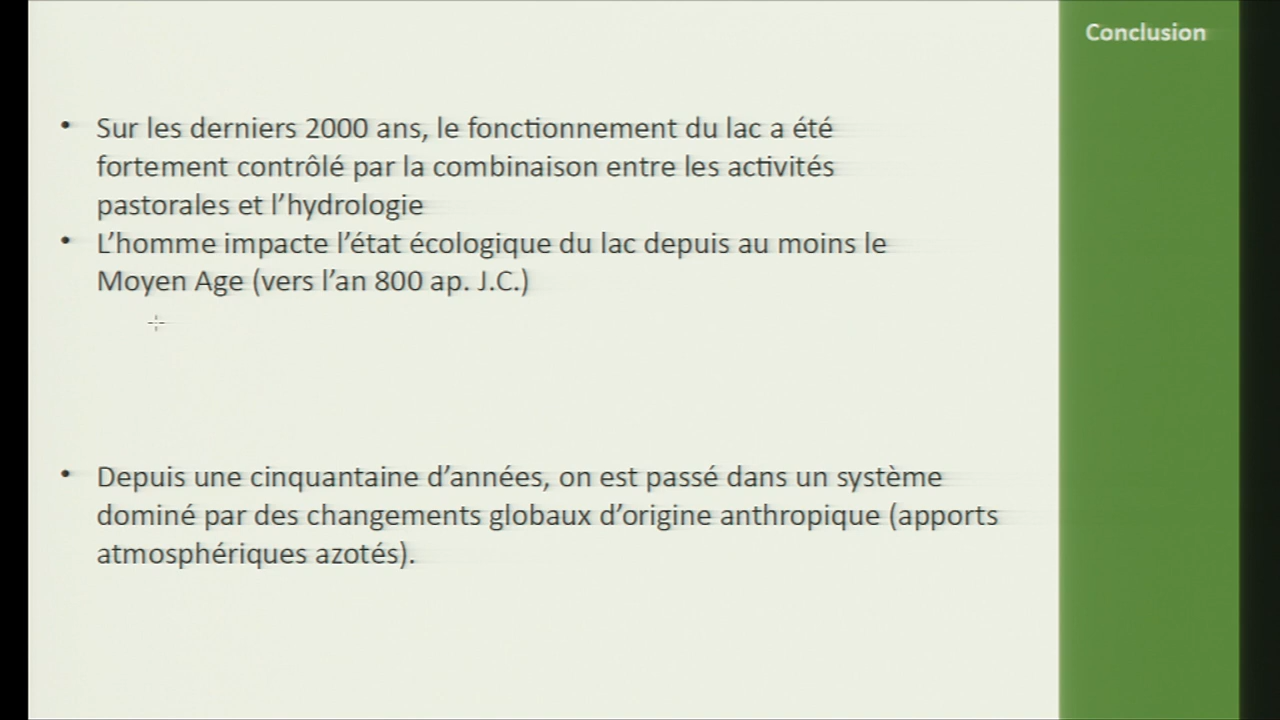 Conclusion
• Sur les derniers 2000 ans, le fonctionnement du lac a été
fortement contrôlé par la combinaison entre les activités
pastorales et l’hydrologie
• L’homme impacte l’état écologique du lac depuis au moins le
Moyen Age (vers l’an 800 ap. J.C.)
• Depuis une cinquantaine d’années, on est passé dans un système
dominé par des changements globaux d’origine anthropique (apports
atmosphériques azotés).